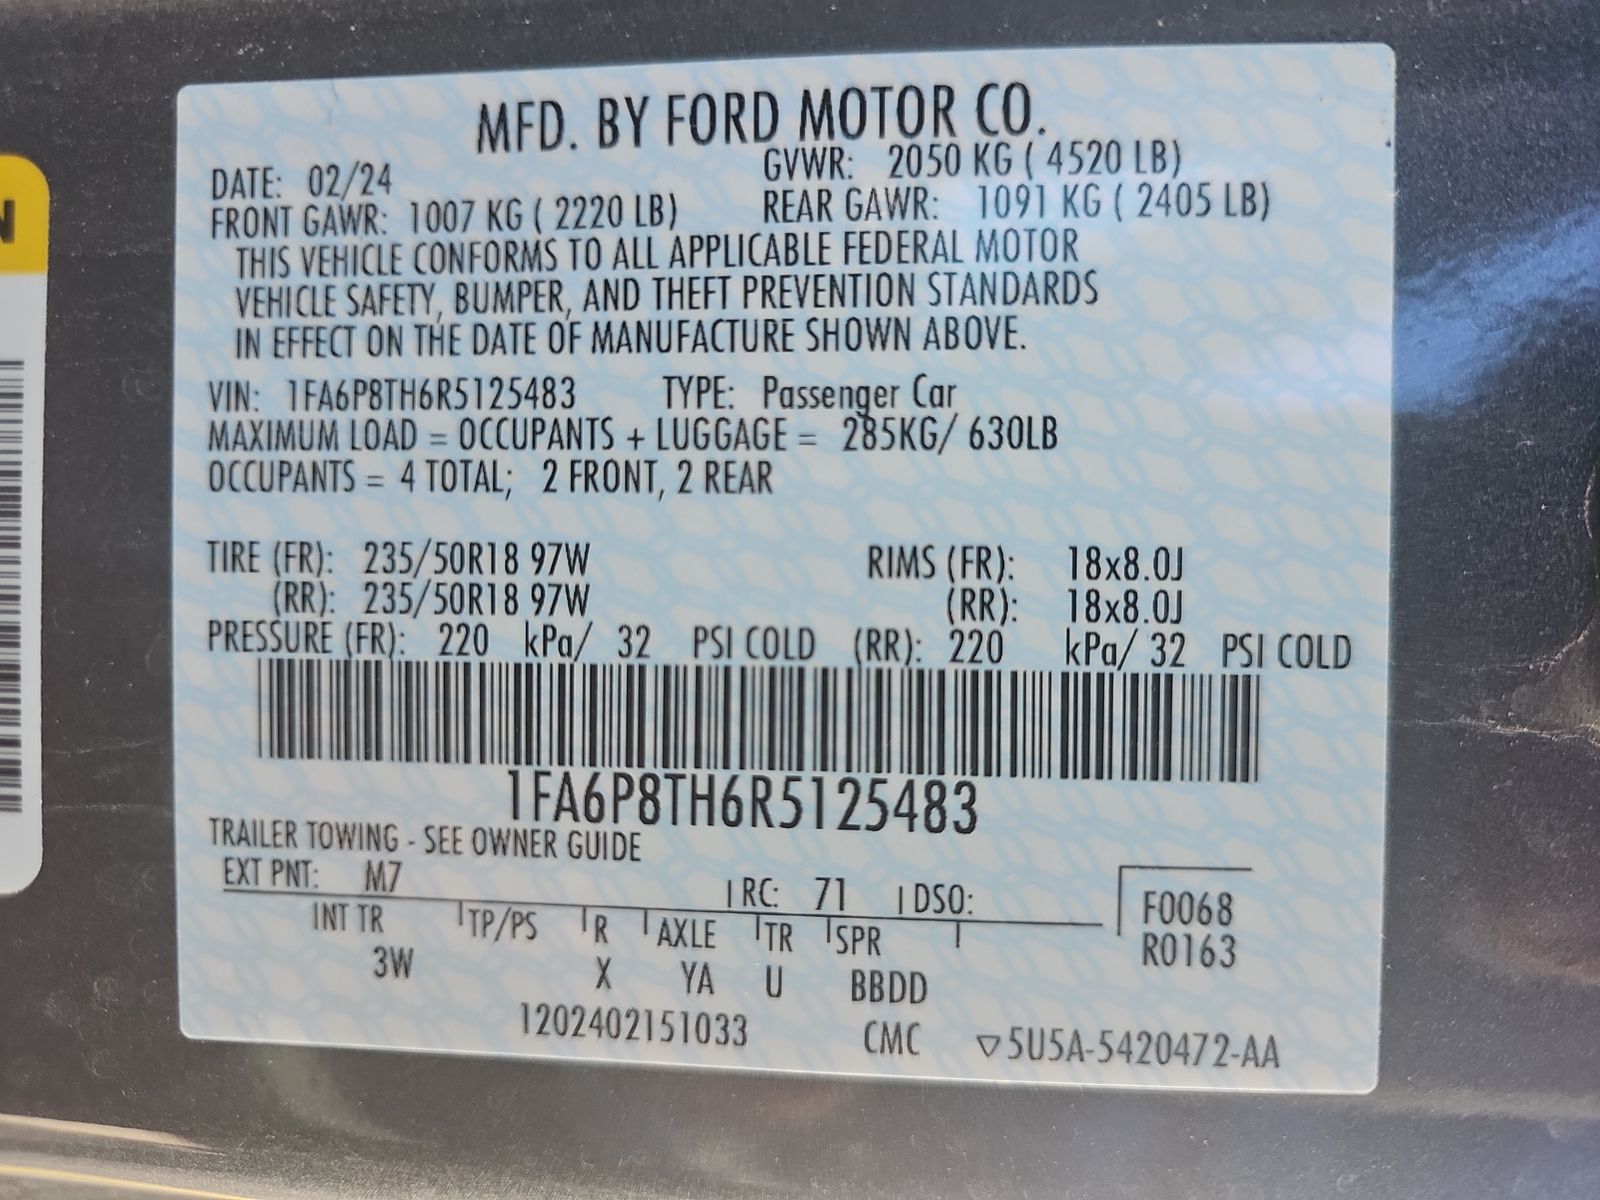 MFD. BY FORD MOTOR CO.
DATE: 02/24 GVWR: 2050 KG ( 4520 LB)
FRONT GAWR: 1007 KG ( 2220 LB) REAR GAWR: 1091 KG ( 2405 LB)
THIS VEHICLE CONFORMS TO ALL APPLICABLE FEDERAL MOTOR
VEHICLE SAFETY, BUMPER, AND THEFT PREVENTION STANDARDS
IN EFFECT ON THE DATE OF MANUFACTURE SHOWN ABOVE.
VIN: 1FA6P8TH6R5125483 TYPE: Passenger Car
MAXIMUM LOAD = OCCUPANTS + LUGGAGE = 285KG/ 630LB
OCCUPANTS = 4 TOTAL; 2 FRONT, 2 REAR
TIRE (FR): 235/50R18 97W RIMS (FR): 18x8.0J
(RR): 235/50R18 97W (RR): 18x8.0J
PRESSURE (FR): 220 kPa/ 32 PSI COLD (RR): 220 kPa/ 32 PSI COLD
1FA6P8TH6R5125483
TRAILER TOWING - SEE OWNER GUIDE
EXT PNT: M7 RC: 71 DSO: F0068
INT TR TP/PS R AXLE TR SPR R0163
3W X YA U BBDD
1202402151033 CMC ▽5U5A-5420472-AA
N